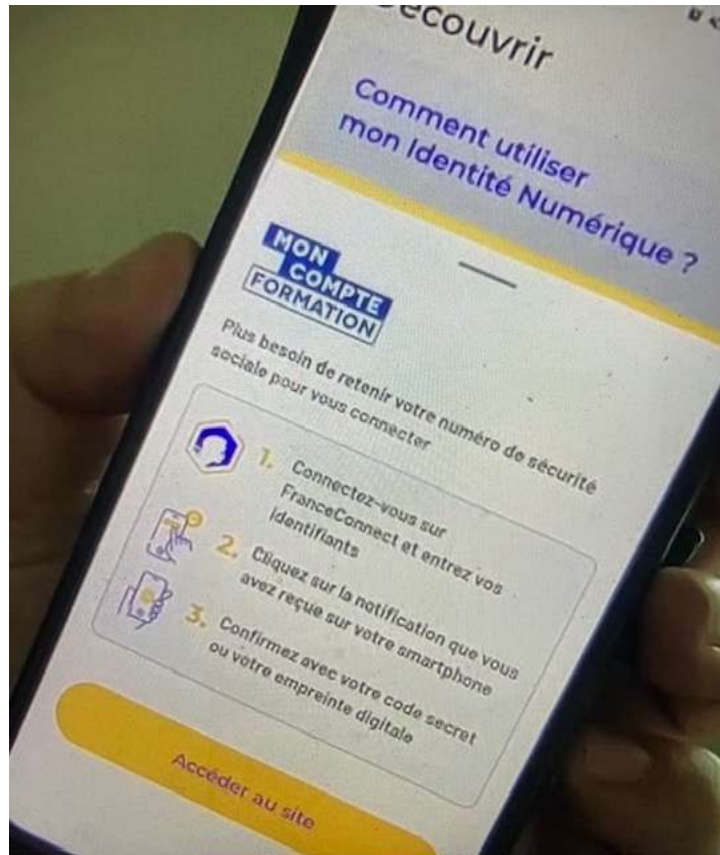 écouvrir
Comment utiliser
mon Identité Numérique ?
MON
COMPTE
FORMATION
Plus besoin de retenir votre numéro de sécurité
sociale pour vous connecter
1. Connectez-vous sur
FranceConnect et entrez vos
identifiants
2. Cliquez sur la notification que vous
avez reçue sur votre smartphone
3. Confirmez avec votre code secret
ou votre empreinte digitale
Accéder au site